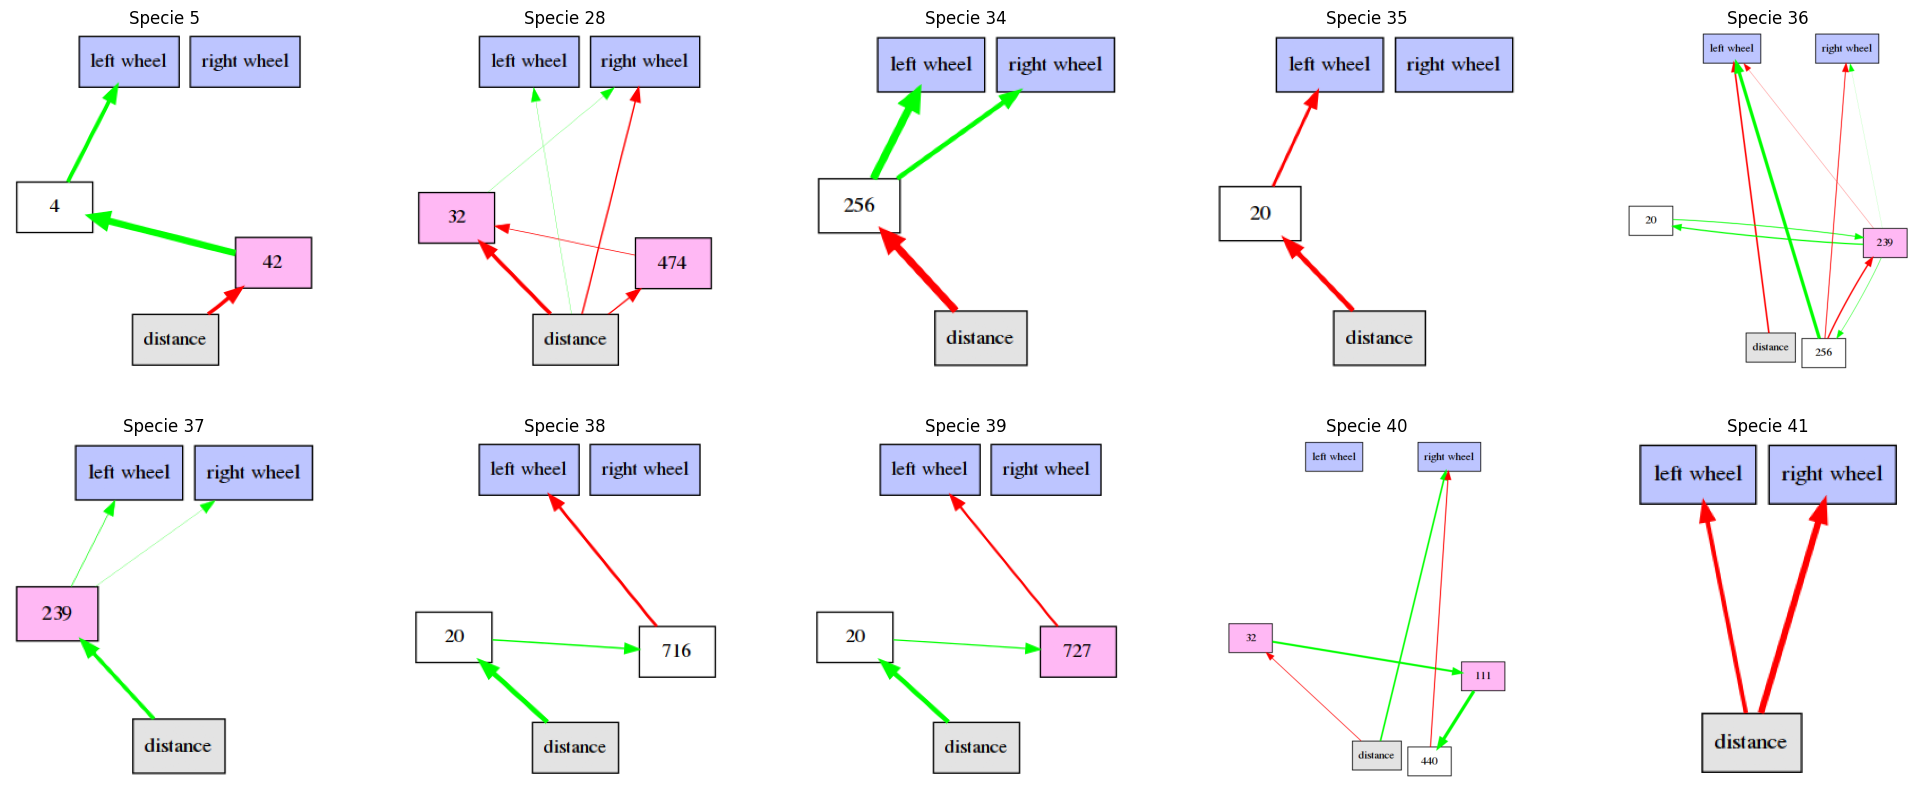 Specie 5
left wheel
right wheel
4
42
distance
Specie 28
left wheel
right wheel
32
474
distance
Specie 34
left wheel
right wheel
256
distance
Specie 35
left wheel
right wheel
20
distance
Specie 36
left wheel
right wheel
20
239
distance
256
Specie 37
left wheel
right wheel
239
distance
Specie 38
left wheel
right wheel
20
716
distance
Specie 39
left wheel
right wheel
20
727
distance
Specie 40
left wheel
right wheel
32
111
distance
440
Specie 41
left wheel
right wheel
distance